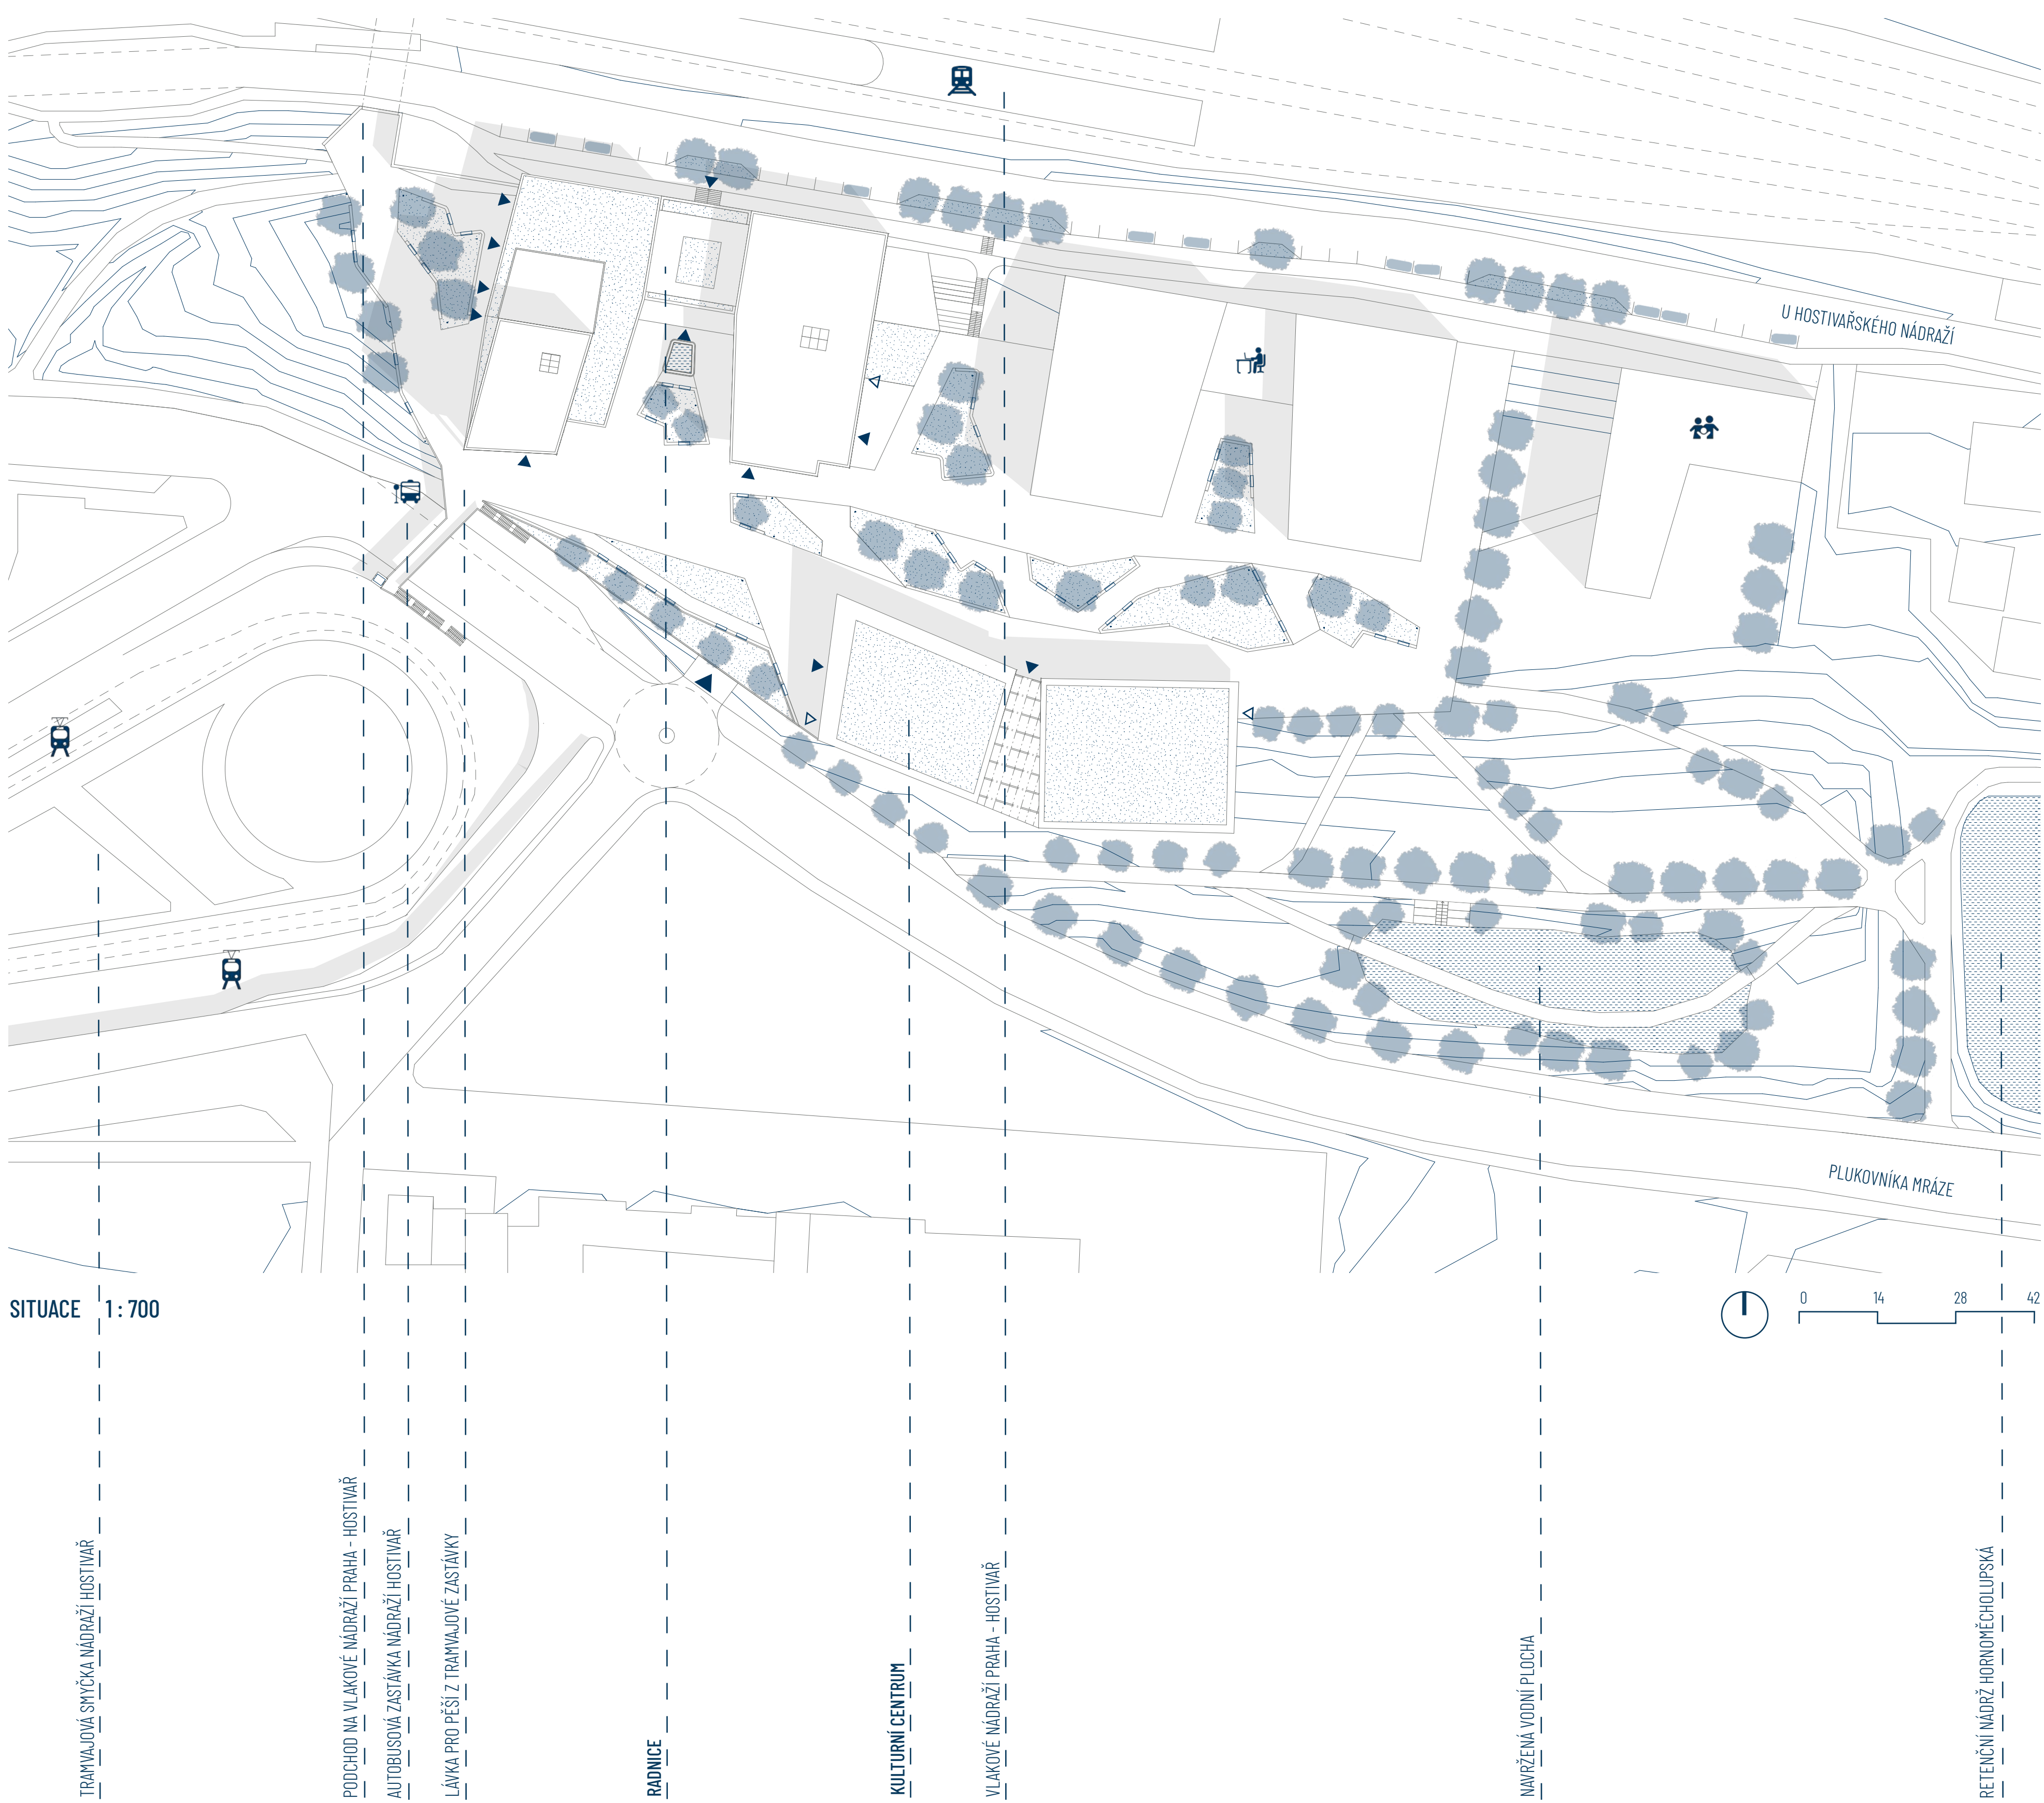 U HOSTIVAŘSKÉHO NÁDRAŽÍ
PLUKOVNÍKA MRÁZE
SITUACE 1 : 700
0 14 28 42
TRAMVAJOVÁ SMYČKA NÁDRAŽÍ HOSTIVAŘ
PODCHOD NA VLAKOVÉ NÁDRAŽÍ PRAHA - HOSTIVAŘ
AUTOBUSOVÁ ZASTÁVKA NÁDRAŽÍ HOSTIVAŘ
LÁVKA PRO PĚŠÍ Z TRAMVAJOVÉ ZASTÁVKY
RADNICE
KULTURNÍ CENTRUM
VLAKOVÉ NÁDRAŽÍ PRAHA - HOSTIVAŘ
NAVRŽENÁ VODNÍ PLOCHA
RETENČNÍ NÁDRŽ HORNOMĚCHOLUPSKÁ